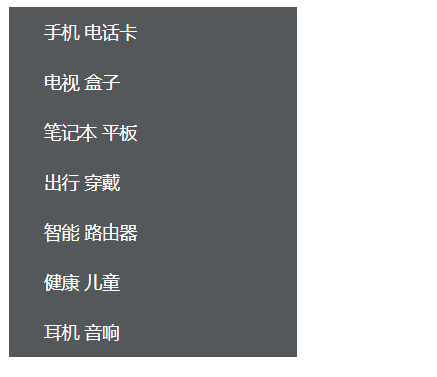 手机 电话卡
电视 盒子
笔记本 平板
出行 穿戴
智能 路由器
健康 儿童
耳机 音响